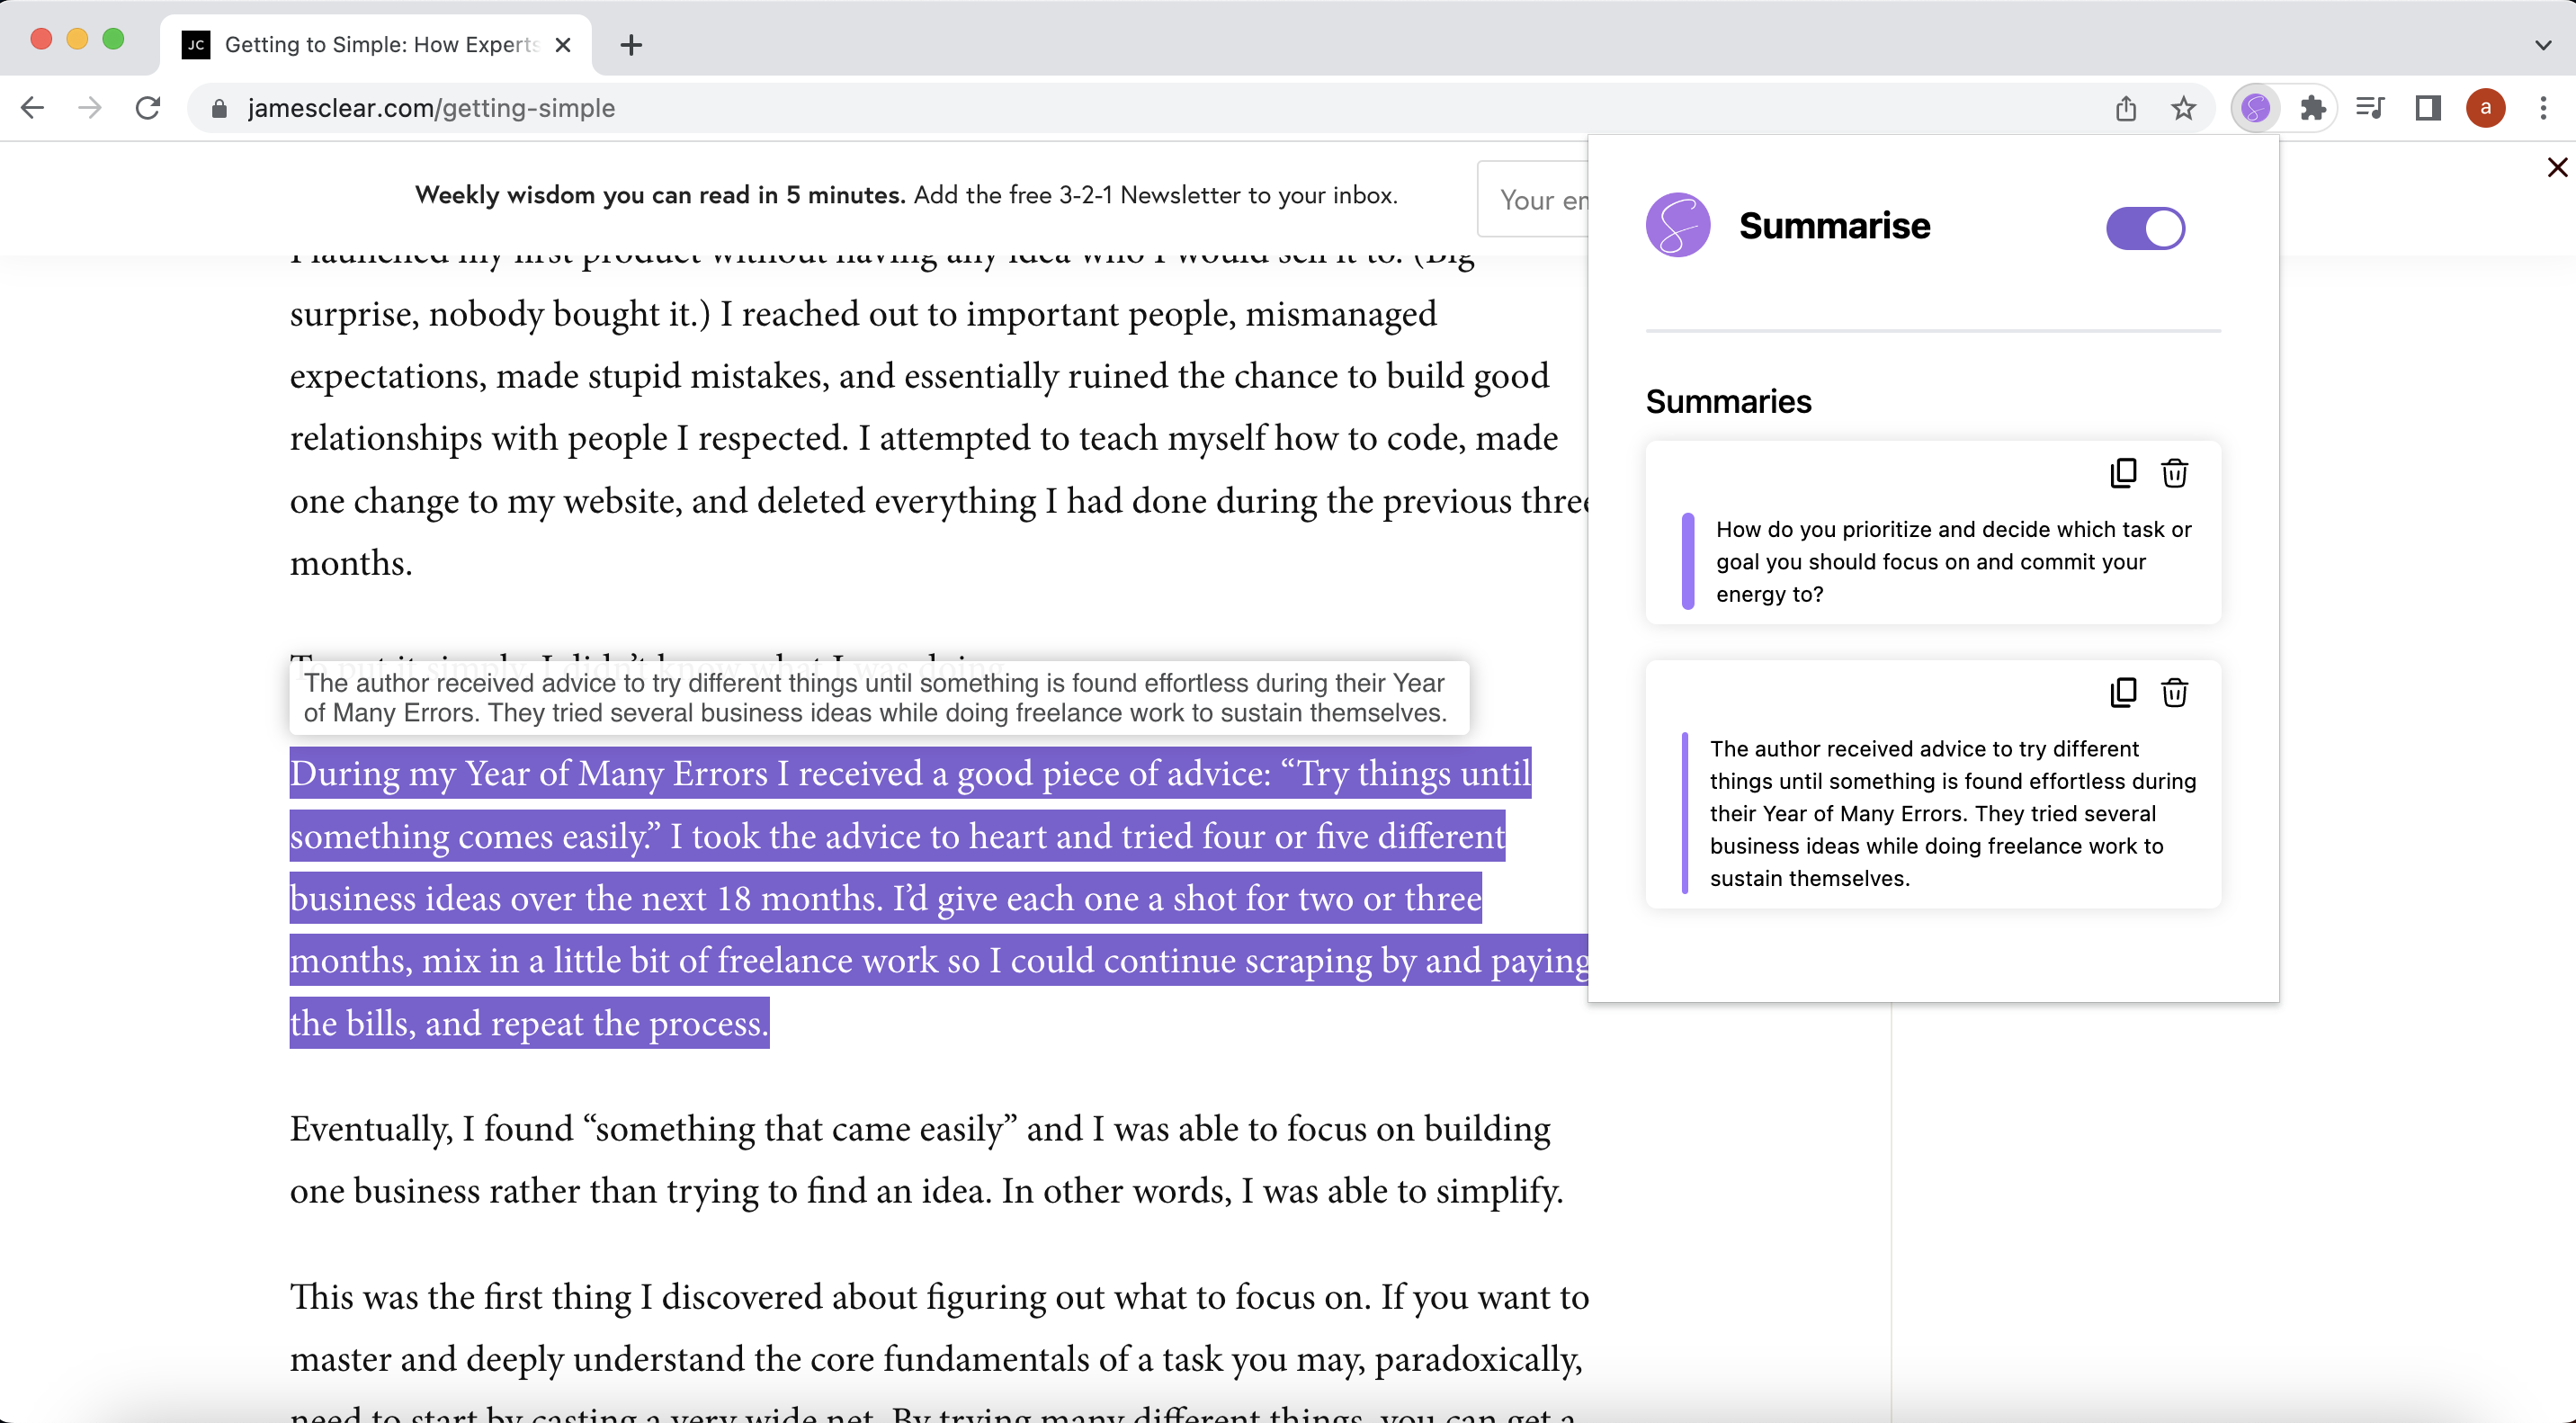 JC Getting to Simple: How Experts
jamesclear.com/getting-simple
a
Weekly wisdom you can read in 5 minutes. Add the free 3-2-1 Newsletter to your inbox.
Your em
I launched my first product without having any idea who I would sell it to. (Big
surprise, nobody bought it.) I reached out to important people, mismanaged
expectations, made stupid mistakes, and essentially ruined the chance to build good
relationships with people I respected. I attempted to teach myself how to code, made
one change to my website, and deleted everything I had done during the previous three
months.
To put it simply, I didn’t know what I was doing.
The author received advice to try different things until something is found effortless during their Year
of Many Errors. They tried several business ideas while doing freelance work to sustain themselves.
During my Year of Many Errors I received a good piece of advice: “Try things until
something comes easily.” I took the advice to heart and tried four or five different
business ideas over the next 18 months. I’d give each one a shot for two or three
months, mix in a little bit of freelance work so I could continue scraping by and paying
the bills, and repeat the process.
Eventually, I found “something that came easily” and I was able to focus on building
one business rather than trying to find an idea. In other words, I was able to simplify.
This was the first thing I discovered about figuring out what to focus on. If you want to
master and deeply understand the core fundamentals of a task you may, paradoxically,
need to start by casting a very wide net. By trying many different things, you can get a
Summarise
Summaries
How do you prioritize and decide which task or
goal you should focus on and commit your
energy to?
The author received advice to try different
things until something is found effortless during
their Year of Many Errors. They tried several
business ideas while doing freelance work to
sustain themselves.